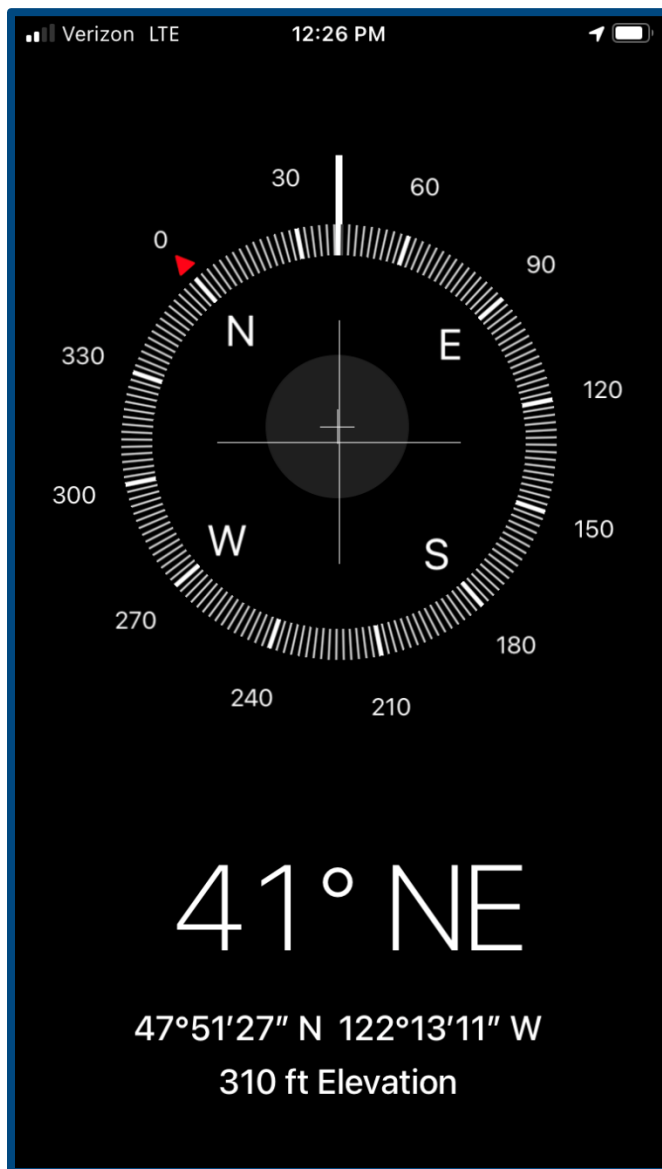 Verizon LTE 12:26 PM
30 60
0 90
N E
330 120
300 150
W S
270 180
240 210
41° NE
47°51′27″ N 122°13′11″ W
310 ft Elevation